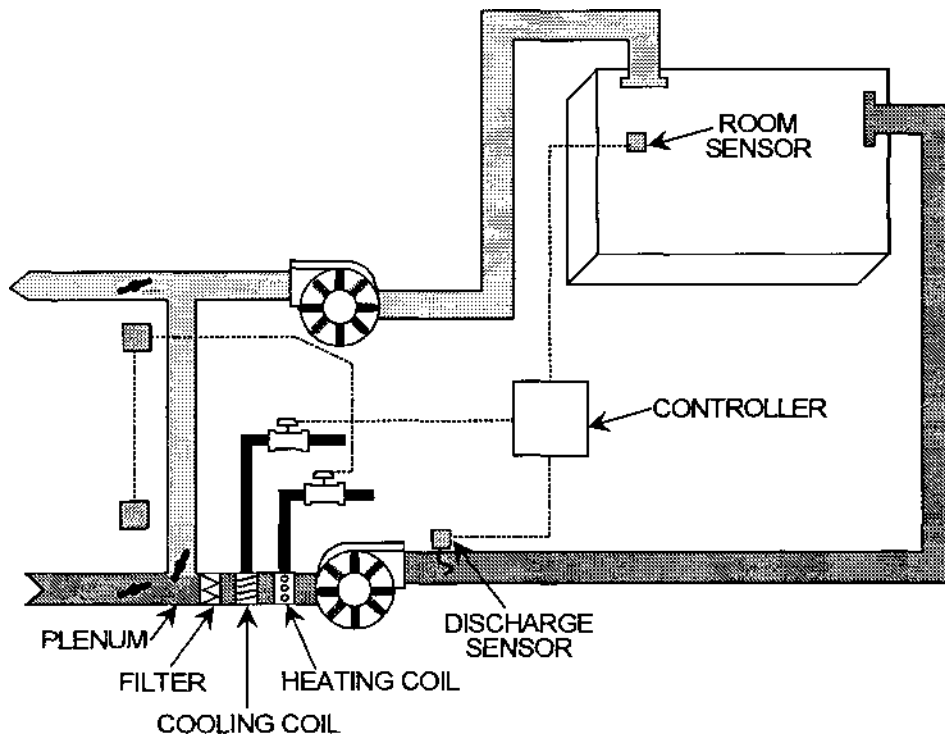 ROOM
SENSOR
CONTROLLER
DISCHARGE
SENSOR
PLENUM
FILTER
HEATING COIL
COOLING COIL